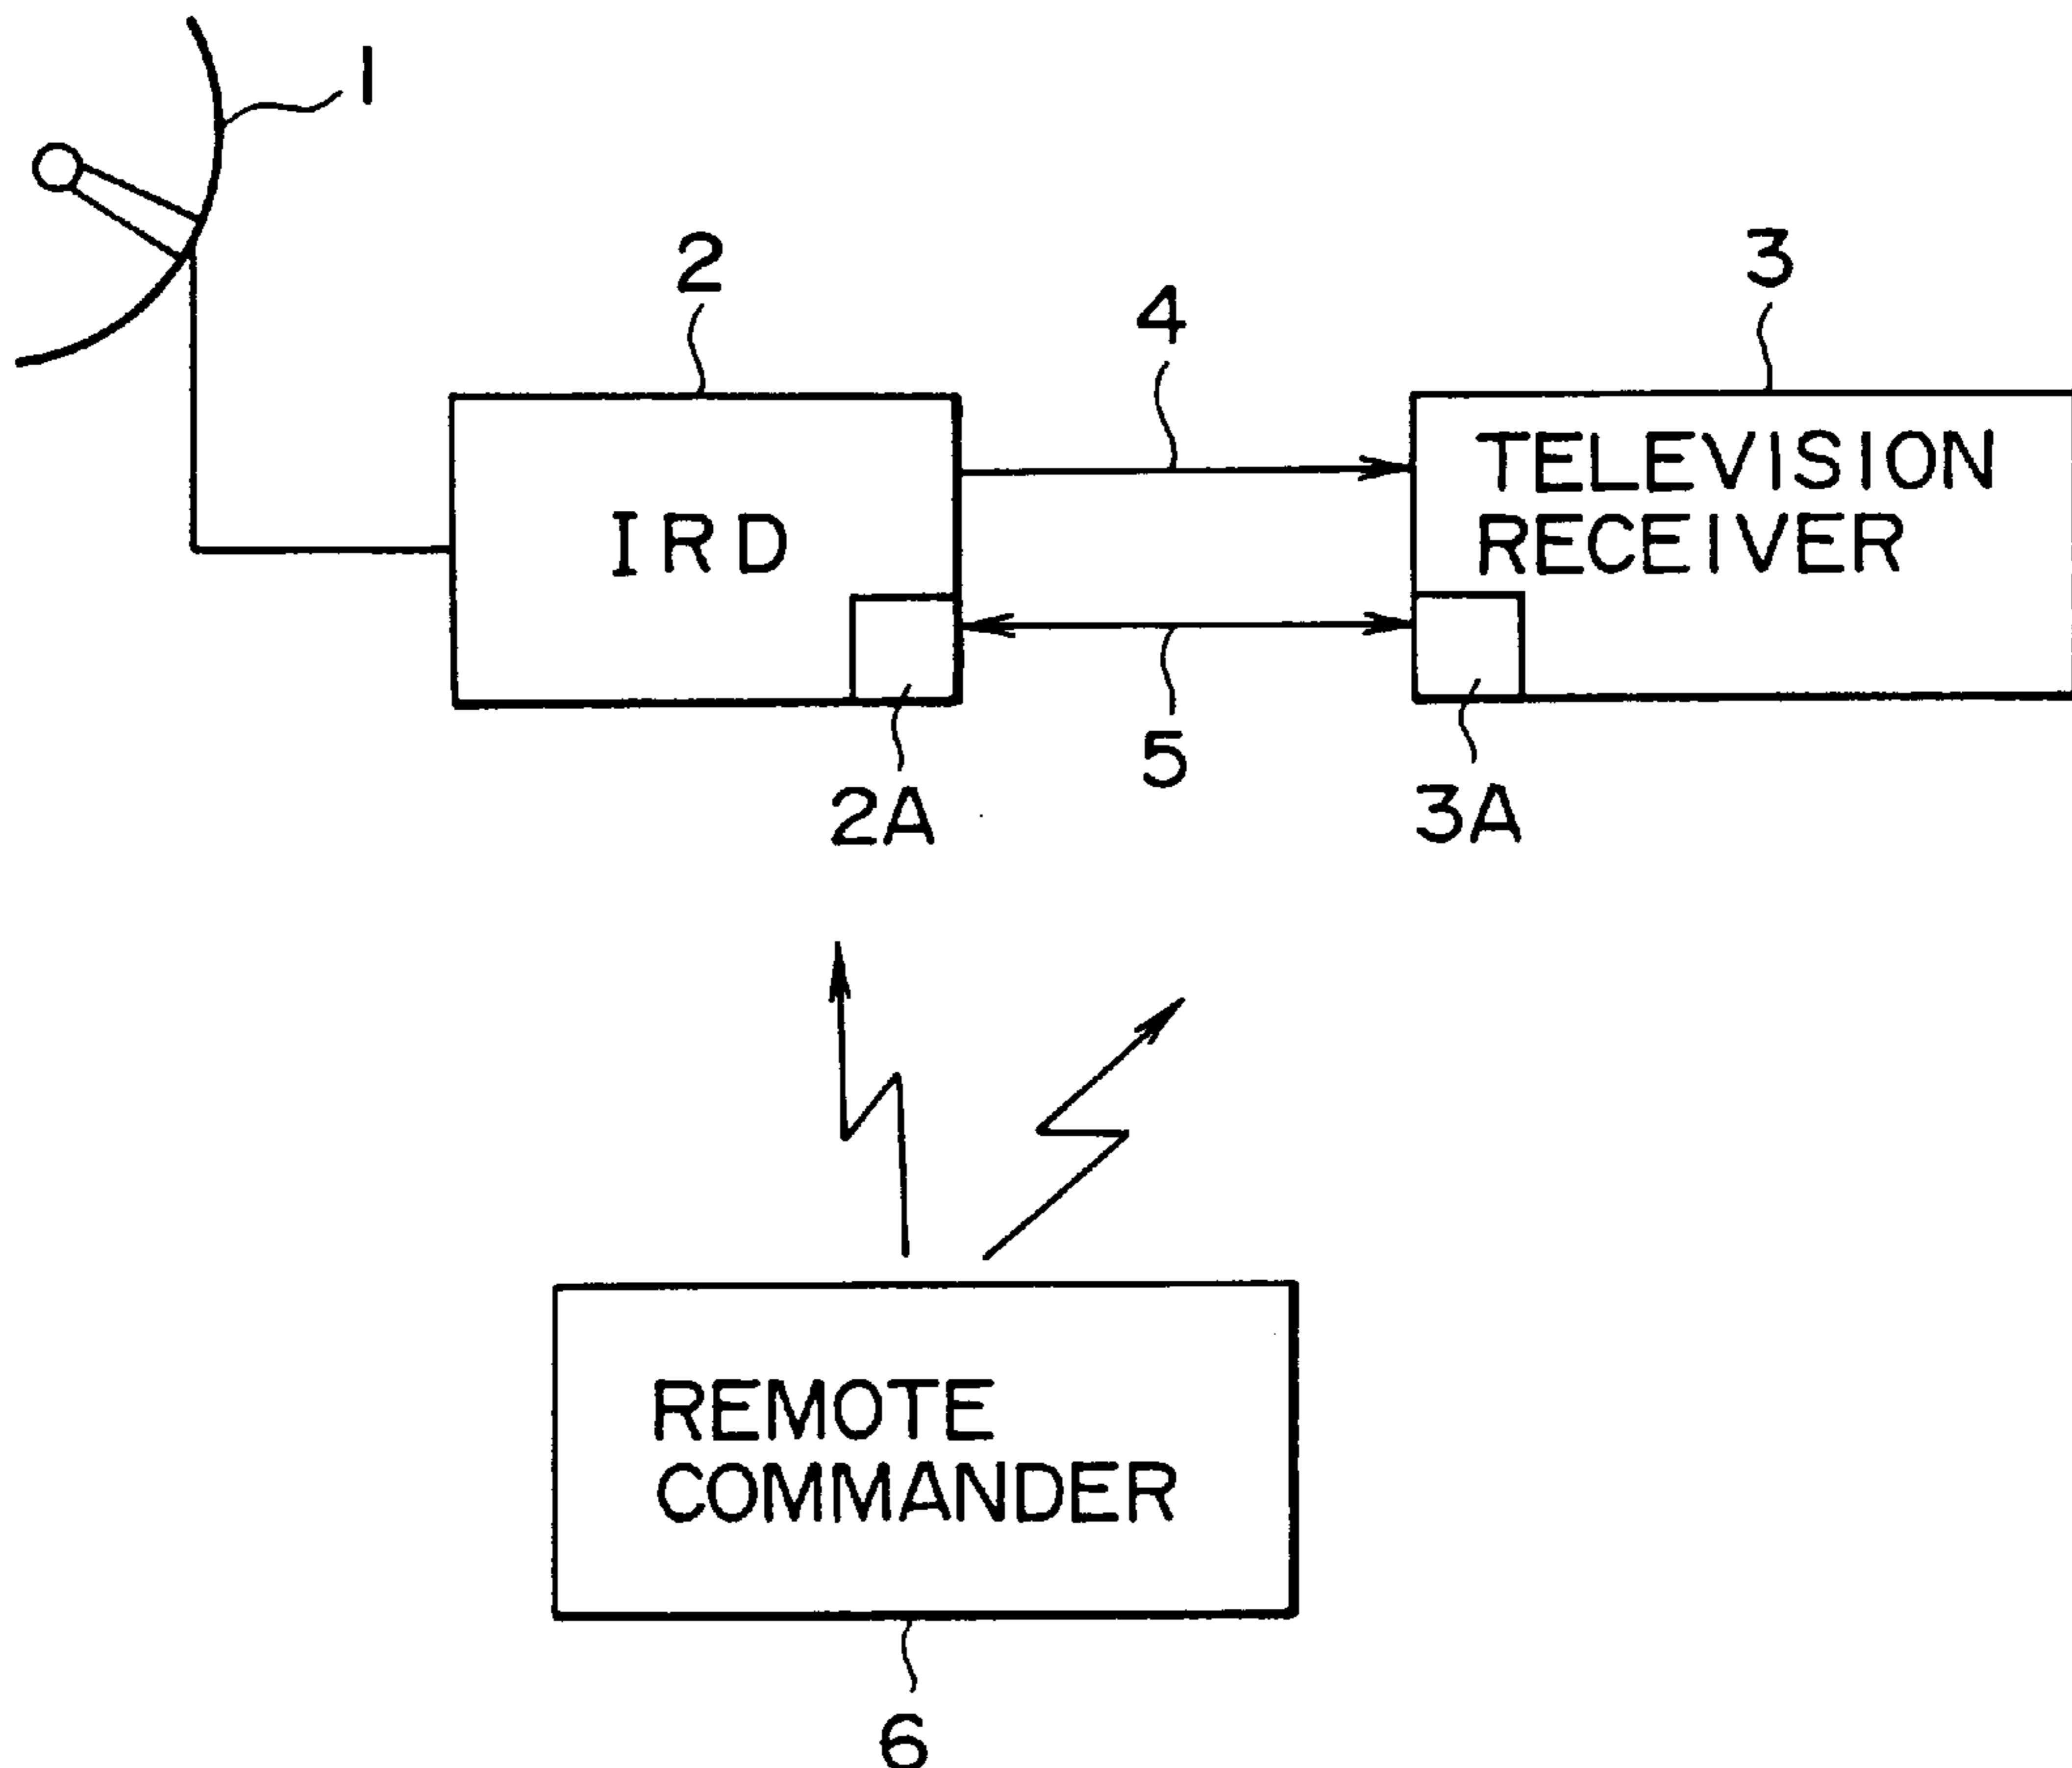 1
2
3
4
IRD
TELEVISION
RECEIVER
5
2A
3A
REMOTE
COMMANDER
6